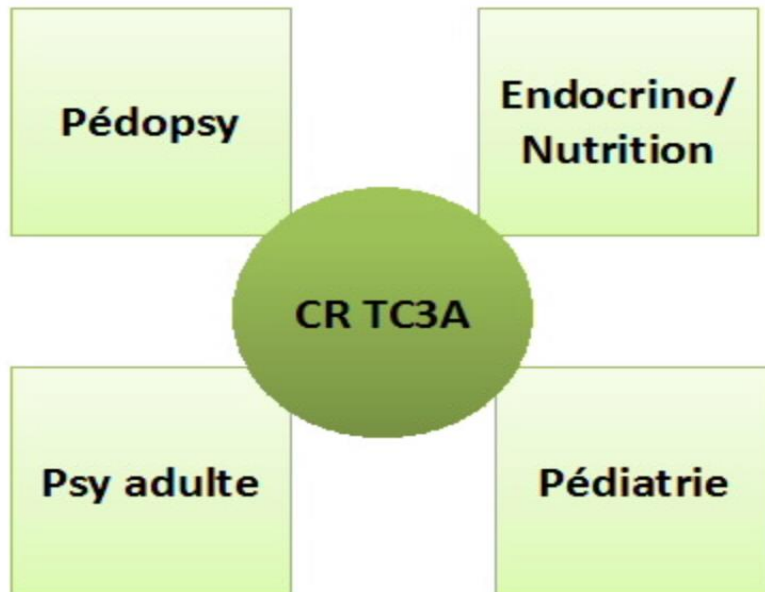 Pédopsy
Endocrino/
Nutrition
CR TC3A
Psy adulte
Pédiatrie